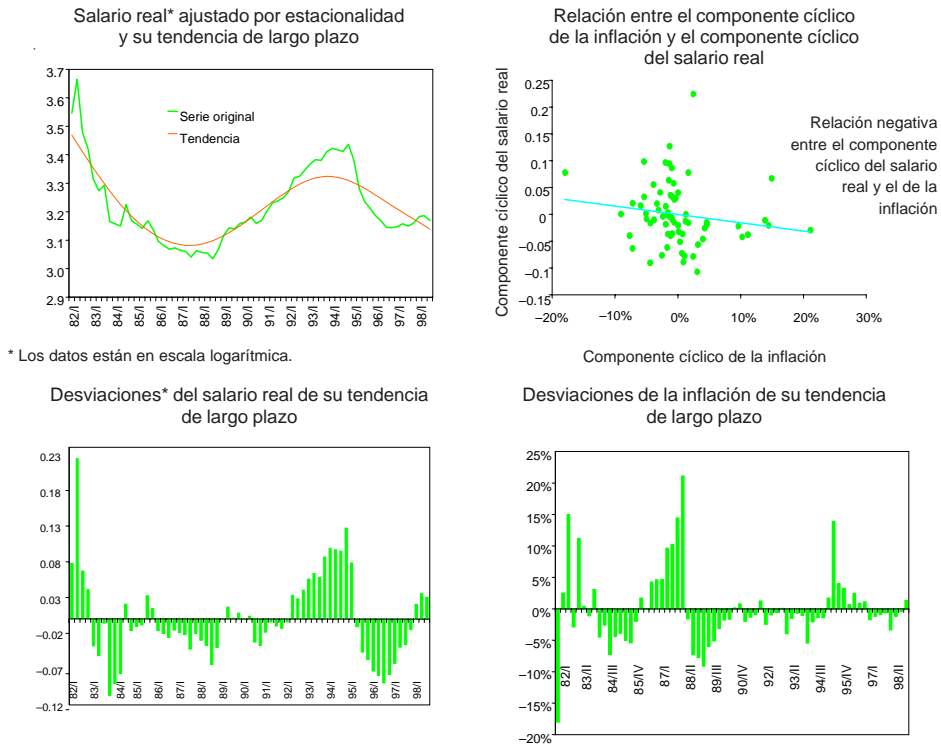 Salario real* ajustado por estacionalidad
y su tendencia de largo plazo
3.7
3.6
3.5
3.4
3.3
3.2
3.1
3.0
2.9
Serie original
Tendencia
82/I
83/I
84/I
85/I
86/I
87/I
88/I
89/I
90/I
91/I
92/I
93/I
94/I
95/I
96/I
97/I
98/I
* Los datos están en escala logarítmica.
Relación entre el componente cíclico
de la inflación y el componente cíclico
del salario real
Componente cíclico del salario real
0.25
0.2
0.15
0.1
0.05
0
–0.05
–0.1
–0.15
–20%
–10%
0%
10%
20%
30%
Componente cíclico de la inflación
Relación negativa
entre el componente
cíclico del salario
real y el de la
inflación
Desviaciones* del salario real de su tendencia
de largo plazo
0.23
0.18
0.13
0.08
0.03
–0.02
–0.07
–0.12
82/I
83/I
84/I
85/I
86/I
87/I
88/I
89/I
90/I
91/I
92/I
93/I
94/I
95/I
96/I
97/I
98/I
Desviaciones de la inflación de su tendencia
de largo plazo
25%
20%
15%
10%
5%
0%
–5%
–10%
–15%
–20%
82/I
83/II
84/III
85/IV
87/I
88/II
89/III
90/IV
92/I
93/II
94/III
95/IV
97/I
98/II